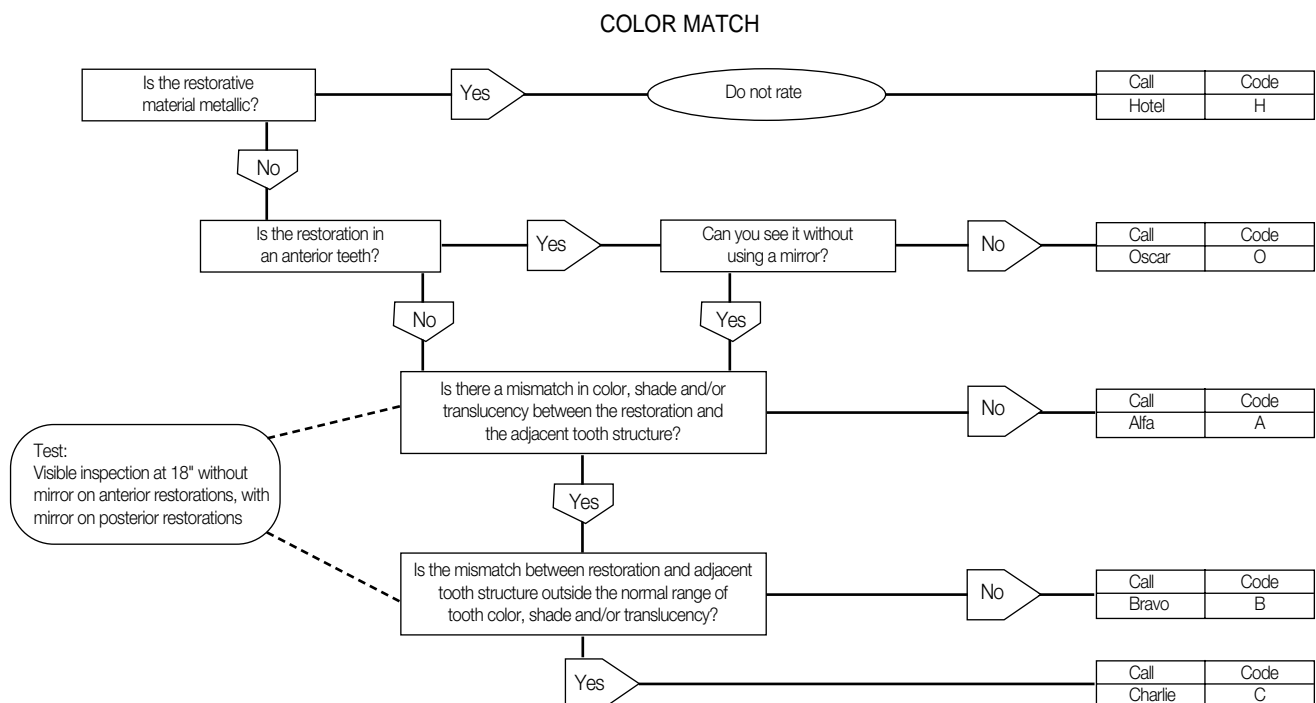 COLOR MATCH
Is the restorative
material metallic?
Yes
Do not rate
Call Code
Hotel H
No
Is the restoration in
an anterior teeth?
Yes
Can you see it without
using a mirror?
No
Call Code
Oscar O
No
Yes
Is there a mismatch in color, shade and/or
translucency between the restoration and
the adjacent tooth structure?
No
Call Code
Alfa A
Test:
Visible inspection at 18" without
mirror on anterior restorations, with
mirror on posterior restorations
Yes
Is the mismatch between restoration and adjacent
tooth structure outside the normal range of
tooth color, shade and/or translucency?
No
Call Code
Bravo B
Yes
Call Code
Charlie C